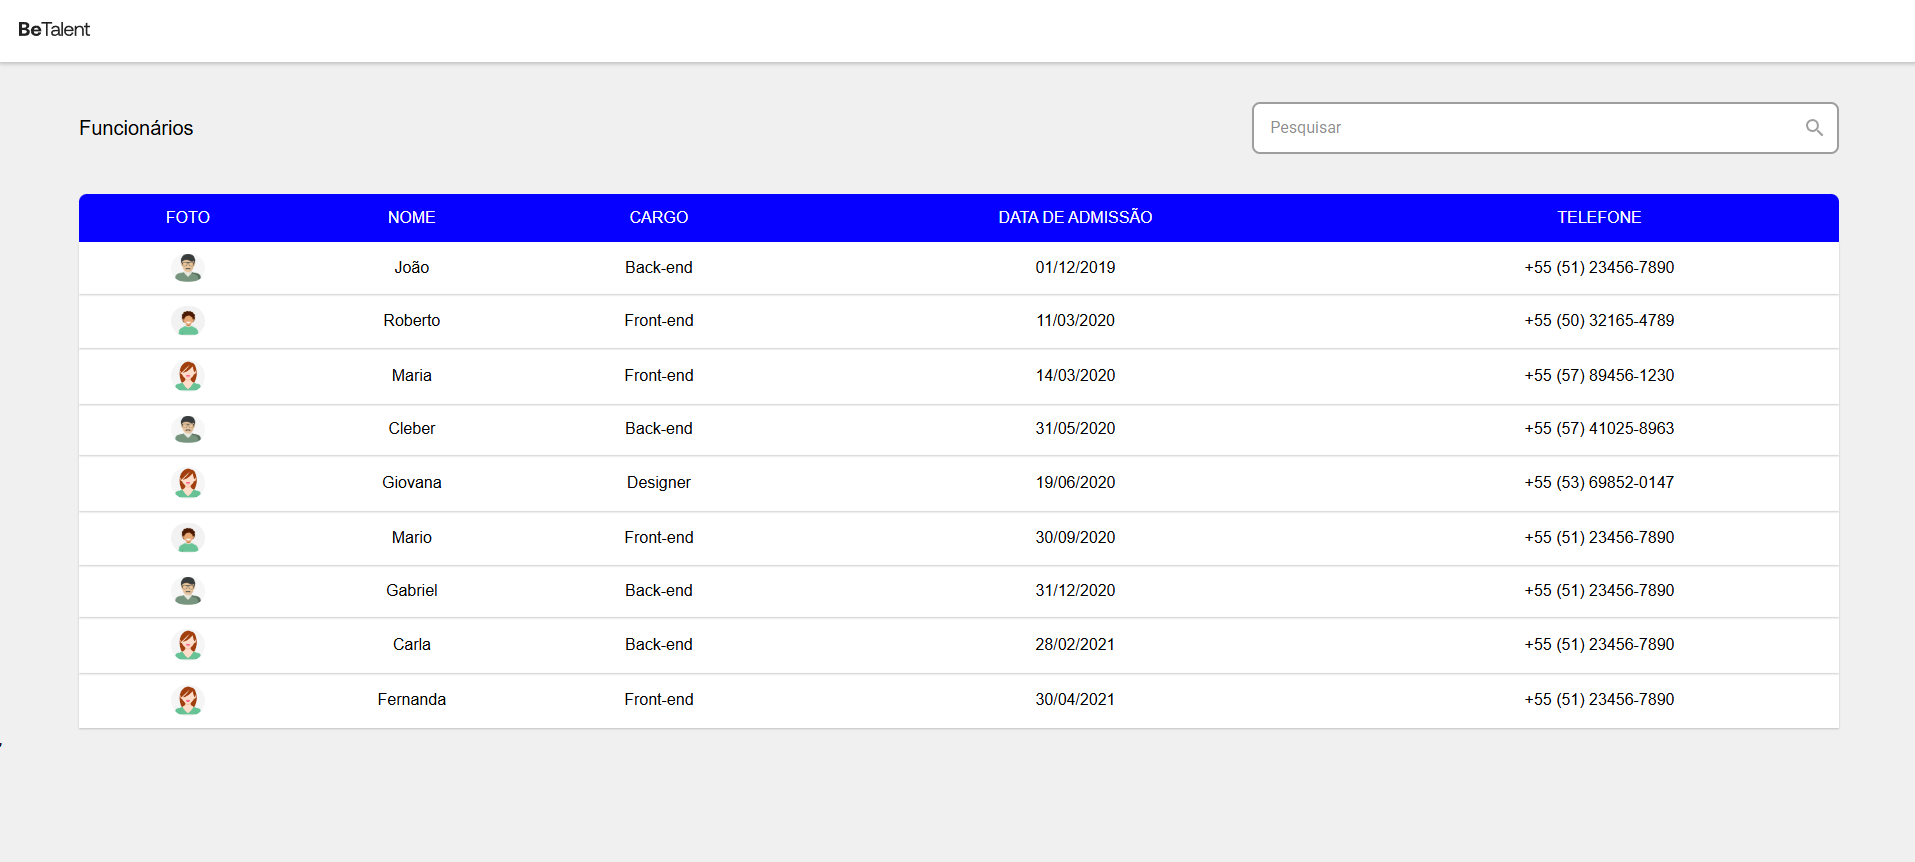 BeTalent
Funcionários
Pesquisar
FOTO NOME CARGO DATA DE ADMISSÃO TELEFONE
João Back-end 01/12/2019 +55 (51) 23456-7890
Roberto Front-end 11/03/2020 +55 (50) 32165-4789
Maria Front-end 14/03/2020 +55 (57) 89456-1230
Cleber Back-end 31/05/2020 +55 (57) 41025-8963
Giovana Designer 19/06/2020 +55 (53) 69852-0147
Mario Front-end 30/09/2020 +55 (51) 23456-7890
Gabriel Back-end 31/12/2020 +55 (51) 23456-7890
Carla Back-end 28/02/2021 +55 (51) 23456-7890
Fernanda Front-end 30/04/2021 +55 (51) 23456-7890